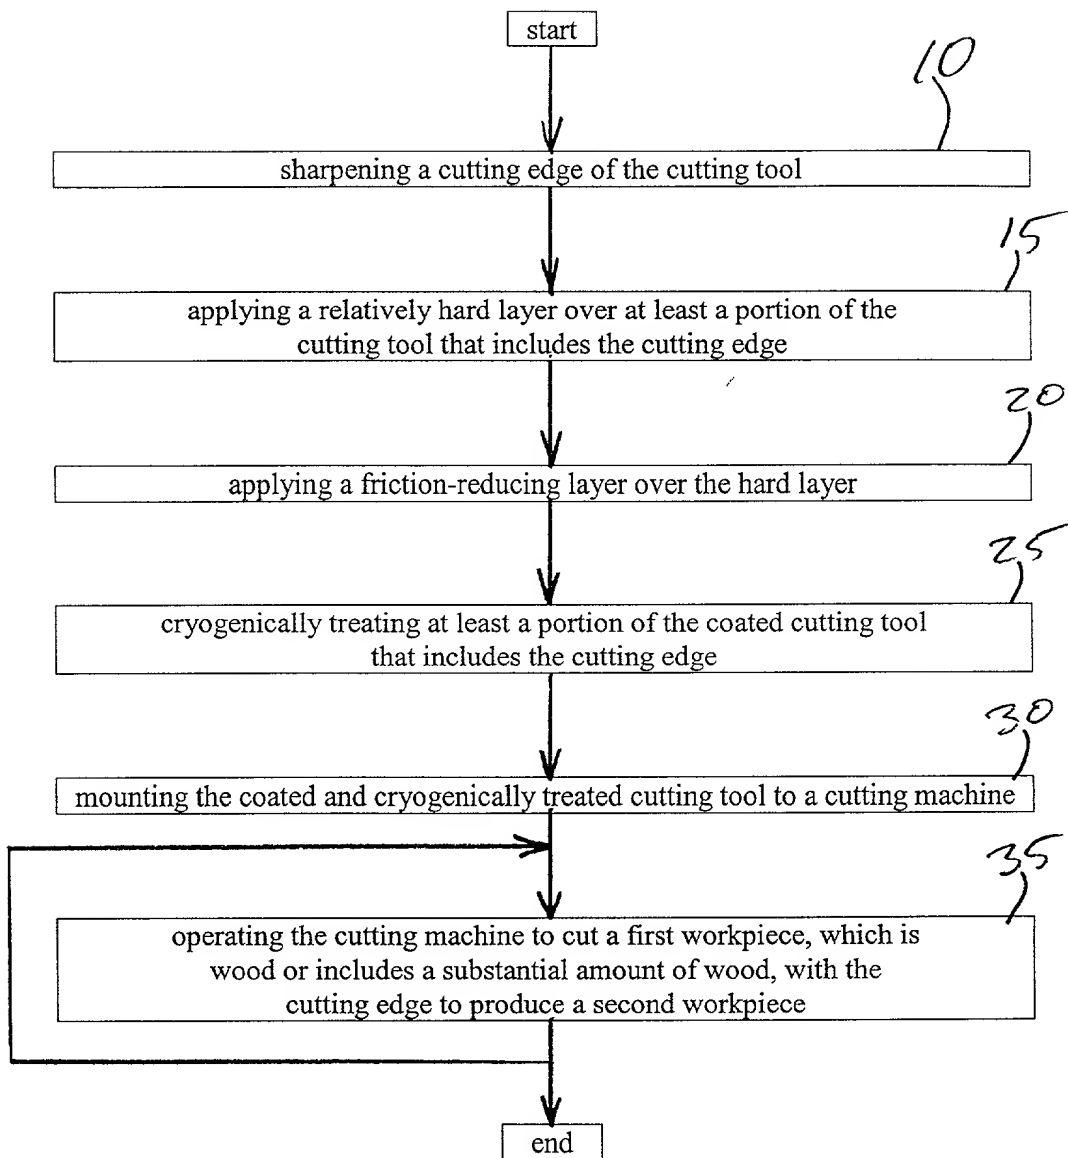 start
10
sharpening a cutting edge of the cutting tool
15
applying a relatively hard layer over at least a portion of the
cutting tool that includes the cutting edge
20
applying a friction-reducing layer over the hard layer
25
cryogenically treating at least a portion of the coated cutting tool
that includes the cutting edge
30
mounting the coated and cryogenically treated cutting tool to a cutting machine
35
operating the cutting machine to cut a first workpiece, which is
wood or includes a substantial amount of wood, with the
cutting edge to produce a second workpiece
end